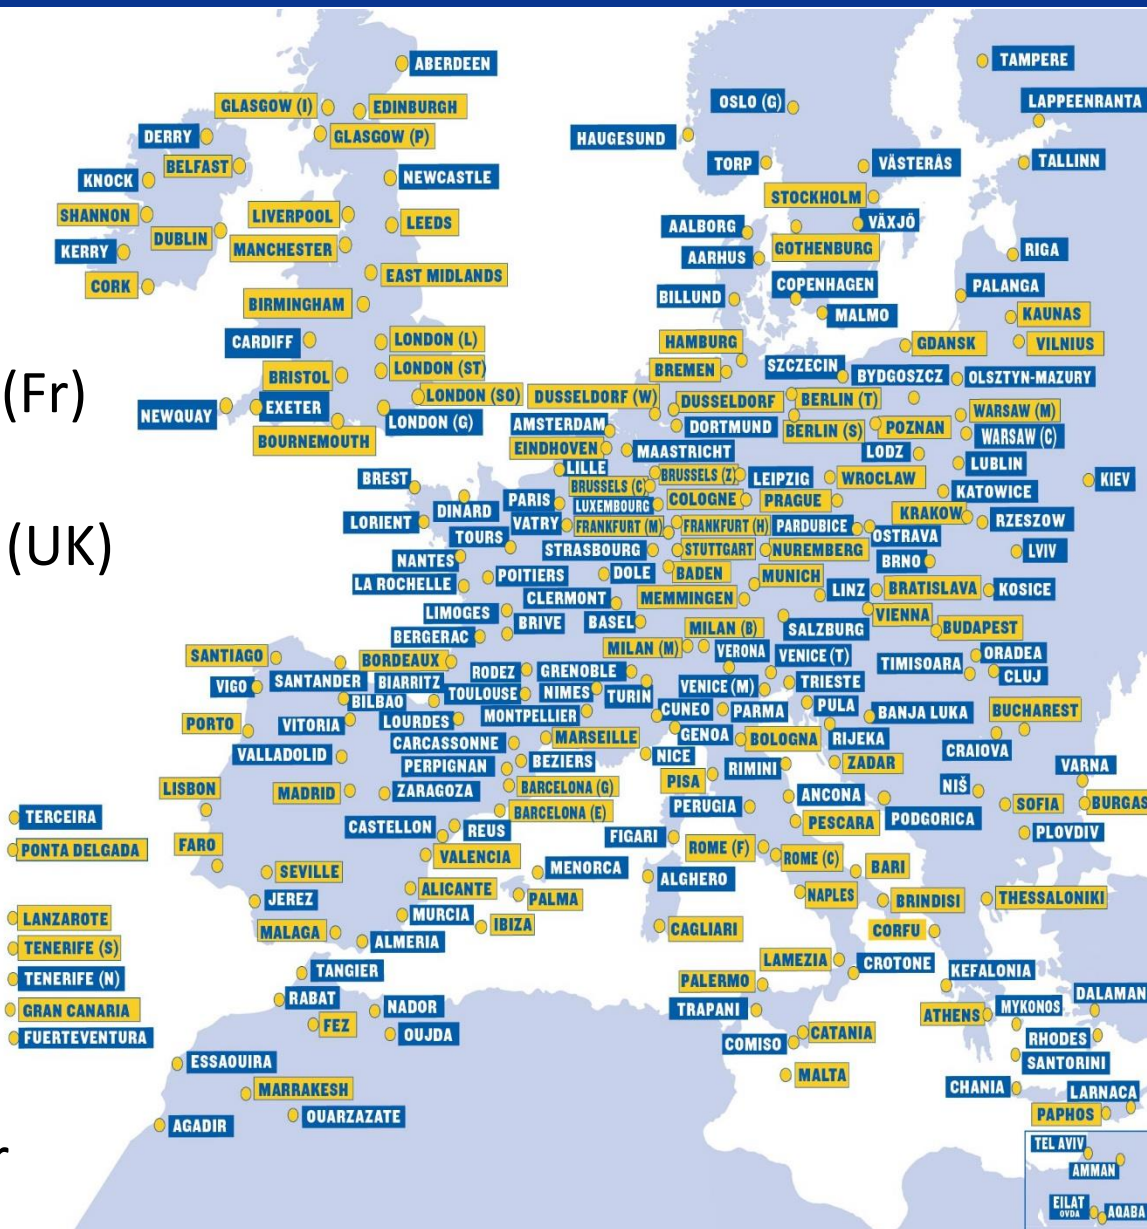 ABERDEEN
TAMPERE
GLASGOW (I)
EDINBURGH
OSLO (G)
LAPPEENRANTA
DERRY
GLASGOW (P)
HAUGESUND
BELFAST
TORP
VÄSTERÅS
TALLINN
KNOCK
NEWCASTLE
STOCKHOLM
SHANNON
LIVERPOOL
LEEDS
AALBORG
VÄXJÖ
DUBLIN
MANCHESTER
GOTHENBURG
KERRY
AARHUS
RIGA
EAST MIDLANDS
CORK
COPENHAGEN
PALANGA
BIRMINGHAM
BILLUND
MALMO
KAUNAS
CARDIFF
LONDON (L)
HAMBURG
GDANSK
VILNIUS
LONDON (ST)
BREMEN
SZCZECIN
BRISTOL
BYDGOSZCZ
OLSZTYN-MAZURY
(Fr)
LONDON (SO)
DUSSELDORF (W)
DUSSELDORF
BERLIN (T)
NEWQUAY
EXETER
LONDON (G)
WARSAW (M)
AMSTERDAM
DORTMUND
BERLIN (S)
POZNAN
WARSAW (C)
BOURNEMOUTH
EINDHOVEN
MAASTRICHT
LODZ
LUBLIN
LILLE
BREST
BRUSSELS (Z)
LEIPZIG
WROCLAW
KIEV
BRUSSELS (C)
KATOWICE
DINARD
PARIS
LUXEMBOURG
COLOGNE
PRAGUE
KRAKOW
LORIENT
VATRY
FRANKFURT (M)
FRANKFURT (H)
PARDUBICE
RZESZOW
(UK)
TOURS
OSTRAVA
STRASBOURG
STUTTGART
NUREMBERG
LVIV
NANTES
BRNO
LA ROCHELLE
POITIERS
DOLE
BADEN
MUNICH
CLERMONT
MEMMINGEN
LINZ
BRATISLAVA
KOSICE
LIMOGES
BRIVE
BASEL
VIENNA
BERGERAC
MILAN (B)
SALZBURG
BUDAPEST
SANTIAGO
BORDEAUX
MILAN (M)
VERONA
VENICE (T)
ORADEA
TIMISOARA
CLUJ
VIGO
SANTANDER
BIARRITZ
RODEZ
GRENOBLE
VENICE (M)
TRIESTE
BILBAO
TOULOUSE
NIMES
TURIN
PORTO
VITORIA
LOURDES
MONTPELLIER
CUNEO
PARMA
PULA
BANJA LUKA
BUCHAREST
VALLADOLID
CARCASSONNE
MARSEILLE
GENOA
BOLOGNA
RIJEKA
CRAIOVA
PERPIGNAN
BEZIERS
NICE
RIMINI
ZADAR
VARNA
LISBON
MADRID
ZARAGOZA
BARCELONA (G)
PISA
NIŠ
TERCEIRA
BARCELONA (E)
PERUGIA
ANCONA
SOFIA
BURGAS
PONTA DELGADA
FARO
CASTELLON
REUS
FIGARI
PESCARA
PODGORICA
PLOVDIV
VALENCIA
ROME (F)
ROME (C)
SEVILLE
MENORCA
ALGHERO
BARI
JEREZ
ALICANTE
PALMA
NAPLES
BRINDISI
THESSALONIKI
LANZAROTE
MURCIA
IBIZA
CAGLIARI
CORFU
TENERIFE (S)
MALAGA
ALMERIA
TENERIFE (N)
TANGIER
LAMEZIA
CROTONE
KEFALONIA
GRAN CANARIA
RABAT
NADOR
PALERMO
DALAMAN
FUERTEVENTURA
FEZ
OUJDA
TRAPANI
CATANIA
ATHENS
MYKONOS
ESSAOUIRA
COMISO
RHODES
SANTORINI
MARRAKESH
MALTA
CHANIA
LARNACA
AGADIR
OUARZAZATE
PAPHOS
r
TEL AVIV
AMMAN
EILAT
OVDA
AQABA